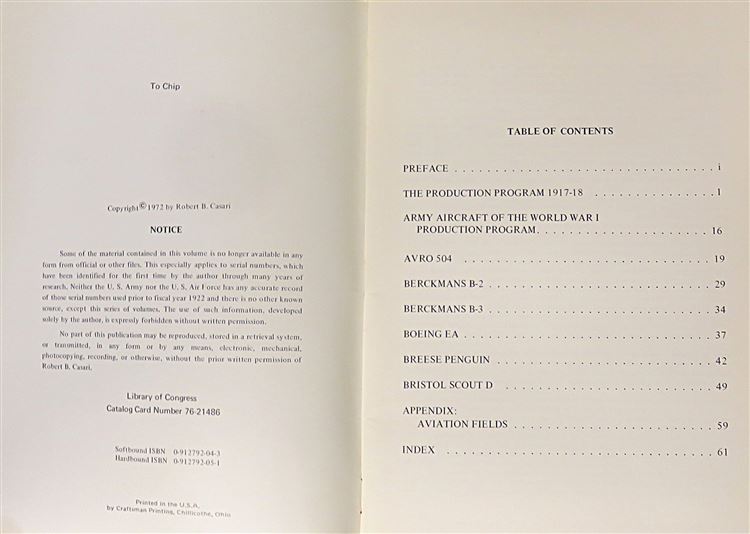 To Chip
Copyright © 1972 by Robert B. Casari
NOTICE
Some of the material contained in this volume is no longer available in any
form from official or other files. This especially applies to serial numbers, which
have been identified for the first time by the author through many years of
research. Neither the U. S. Army nor the U. S. Air Force has any accurate record
of those serial numbers used prior to fiscal year 1922 and there is no other known
source, except this series of volumes. The use of such information, developed
solely by the author, is expressly forbidden without written permission.
No part of this publication may be reproduced, stored in a retrieval system,
or transmitted, in any form or by any means, electronic, mechanical,
photocopying, recording, or otherwise, without the prior written permission of
Robert B. Casari.
Library of Congress
Catalog Card Number 76-21486
Softbound ISBN 0-912792-04-3
Hardbound ISBN 0-912792-05-1
Printed in the U.S.A.
by Craftsman Printing, Chillicothe, Ohio
TABLE OF CONTENTS
PREFACE . . . . . . . . . . . . . . . . . . . . . . . . . . . . . . . . i
THE PRODUCTION PROGRAM 1917-18 . . . . . . . . . . . . . . . 1
ARMY AIRCRAFT OF THE WORLD WAR I
PRODUCTION PROGRAM. . . . . . . . . . . . . . . . . . . . . . 16
AVRO 504 . . . . . . . . . . . . . . . . . . . . . . . . . . . . . . 19
BERCKMANS B-2 . . . . . . . . . . . . . . . . . . . . . . . . . . . 29
BERCKMANS B-3 . . . . . . . . . . . . . . . . . . . . . . . . . . . 34
BOEING EA . . . . . . . . . . . . . . . . . . . . . . . . . . . . . . 37
BREESE PENGUIN . . . . . . . . . . . . . . . . . . . . . . . . . . 42
BRISTOL SCOUT D . . . . . . . . . . . . . . . . . . . . . . . . . . 49
APPENDIX:
AVIATION FIELDS . . . . . . . . . . . . . . . . . . . . . . . . . 59
INDEX . . . . . . . . . . . . . . . . . . . . . . . . . . . . . . . . 61